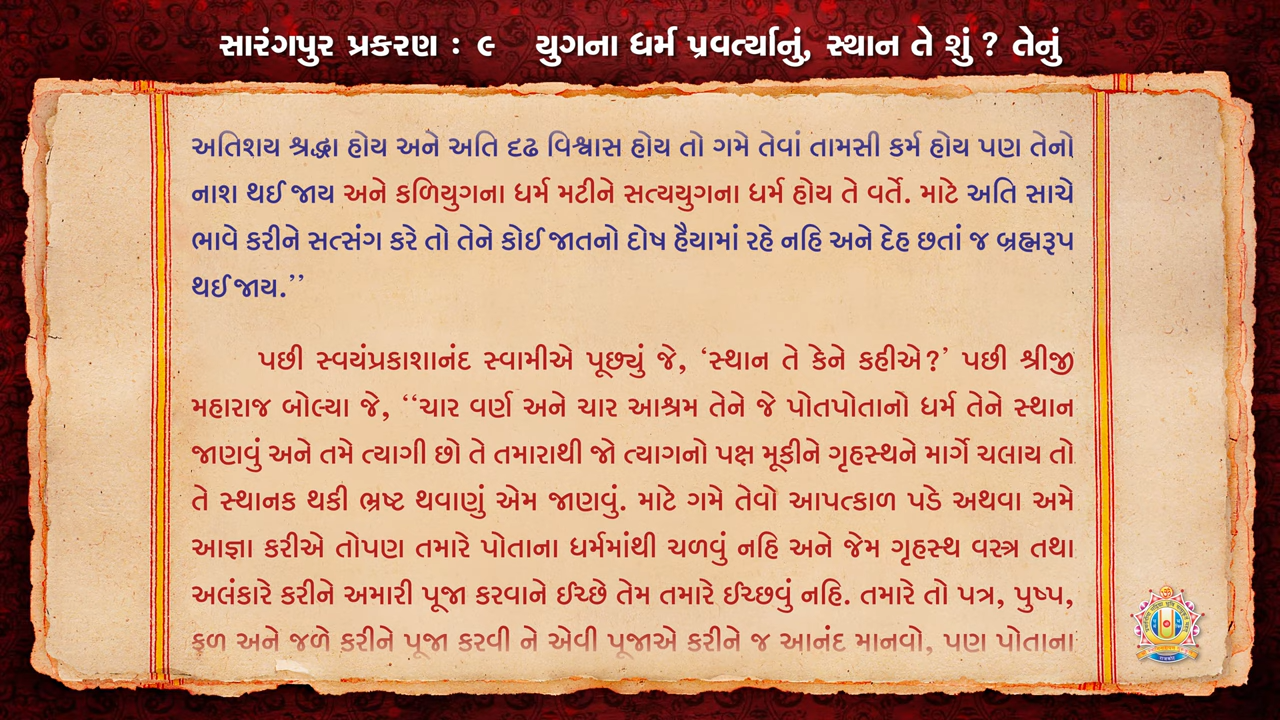 સારંગપુર પ્રકરણ : ૯ યુગના ધર્મ પ્રવર્ત્યાનું, સ્થાન તે શું ? તેનું
અતિશય શ્રદ્ધા હોય અને અતિ દૃઢ વિશ્વાસ હોય તો ગમે તેવાં તામસી કર્મ હોય પણ તેનો
નાશ થઈ જાય અને કળિયુગના ધર્મ મટીને સત્યયુગના ધર્મ હોય તે વર્તે. માટે અતિ સાચે
ભાવે કરીને સત્સંગ કરે તો તેને કોઈ જાતનો દોષ હૈયામાં રહે નહિ અને દેહ છતાં જ બ્રહ્મરૂપ
થઈ જાય.’’
પછી સ્વયંપ્રકાશાનંદ સ્વામીએ પૂછ્યું જે, ‘સ્થાન તે કેને કહીએ?’ પછી શ્રીજી
મહારાજ બોલ્યા જે, ‘‘ચાર વર્ણ અને ચાર આશ્રમ તેને જે પોતપોતાનો ધર્મ તેને સ્થાન
જાણવું અને તમે ત્યાગી છો તે તમારાથી જો ત્યાગનો પક્ષ મૂકીને ગૃહસ્થને માર્ગે ચલાય તો
તે સ્થાનક થકી ભ્રષ્ટ થવાણું એમ જાણવું. માટે ગમે તેવો આપત્કાળ પડે અથવા અમે
આજ્ઞા કરીએ તોપણ તમારે પોતાના ધર્મમાંથી ચળવું નહિ અને જેમ ગૃહસ્થ વસ્ત્ર તથા
અલંકારે કરીને અમારી પૂજા કરવાને ઈચ્છે તેમ તમારે ઈચ્છવું નહિ. તમારે તો પત્ર, પુષ્પ,
ફળ અને જળે કરીને પૂજા કરવી ને એવી પૂજાએ કરીને જ આનંદ માનવો, પણ પોતાના